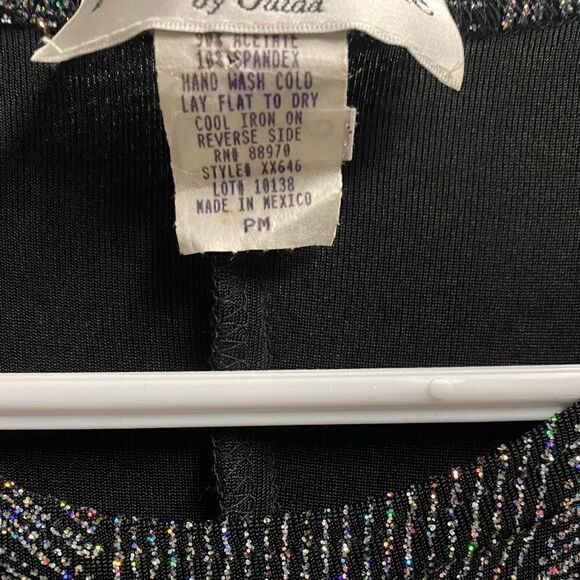 by
90% ACETATE
10% SPANDEX
HAND WASH COLD
LAY FLAT TO DRY
COOL IRON ON
REVERSE SIDE
RN# 88970
STYLE# XX646
LOT# 10138
MADE IN MEXICO
PM